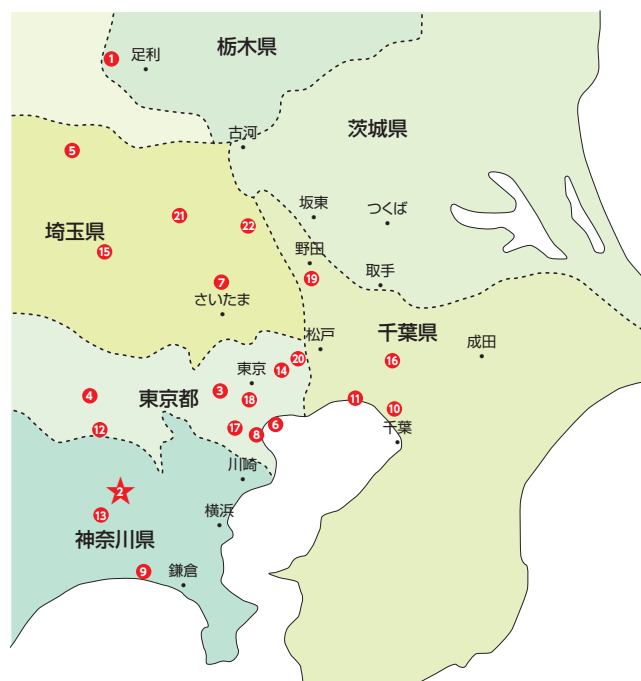 栃木県
1
足利
茨城県
古河
5
坂東
つくば
21
22
埼玉県
15
野田
19
取手
7
さいたま
松戸
千葉県
成田
20
16
14
東京
3
4
東京都
18
11
10
12
17
8
6
千葉
川崎
2
13
横浜
神奈川県
9
鎌倉